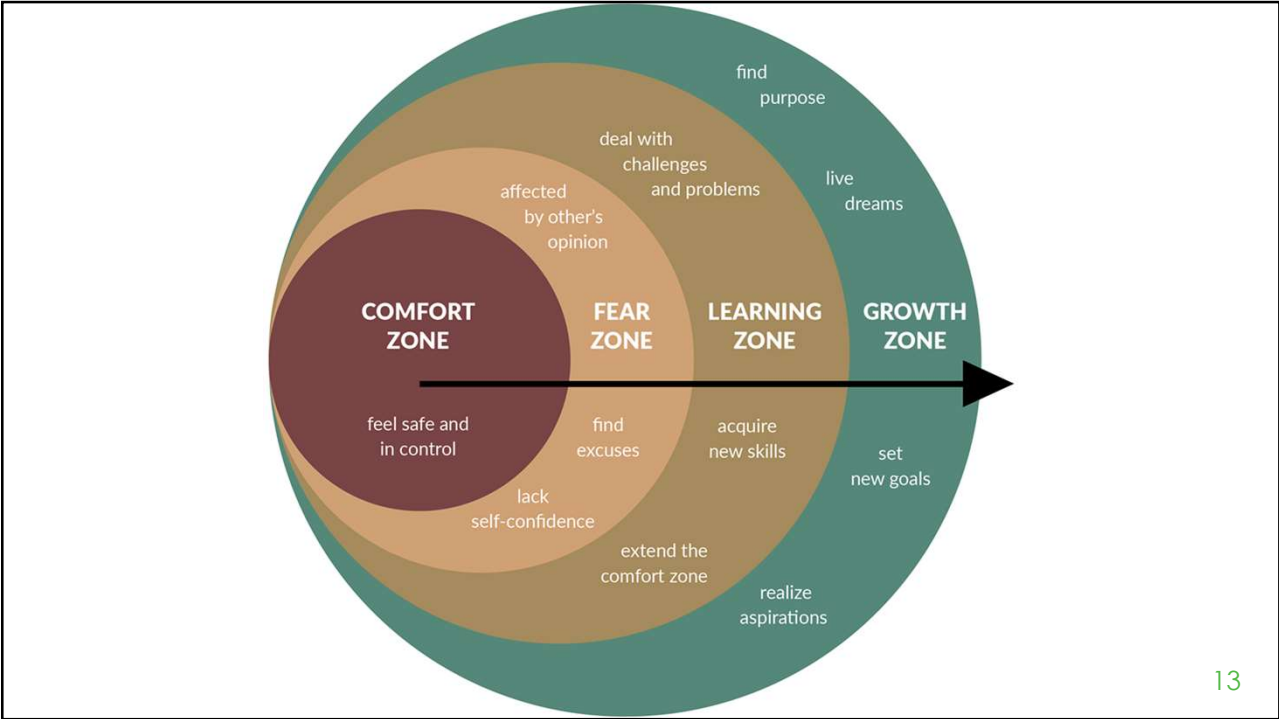 find
purpose
deal with
challenges
and problems
live
dreams
affected
by other's
opinion
COMFORT
ZONE
FEAR
ZONE
LEARNING
ZONE
GROWTH
ZONE
feel safe and
in control
find
excuses
acquire
new skills
set
new goals
lack
self-confidence
extend the
comfort zone
realize
aspirations
13